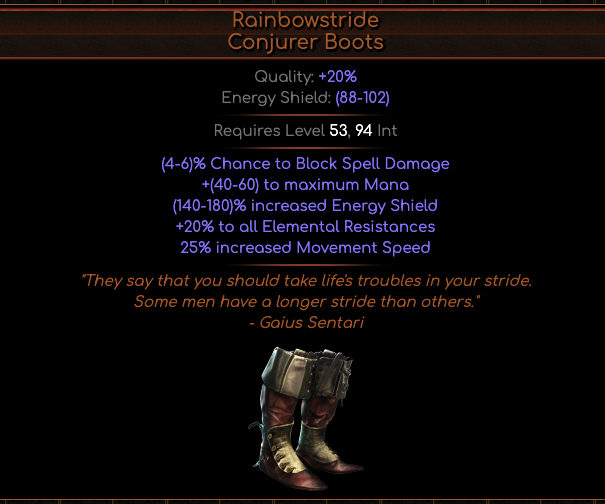 Rainbowstride
Conjurer Boots
Quality: +20%
Energy Shield: (88-102)
Requires Level 53, 94 Int
(4-6)% Chance to Block Spell Damage
+(40-60) to maximum Mana
(140-180)% increased Energy Shield
+20% to all Elemental Resistances
25% increased Movement Speed
"They say that you should take life's troubles in your stride.
Some men have a longer stride than others."
- Gaius Sentari